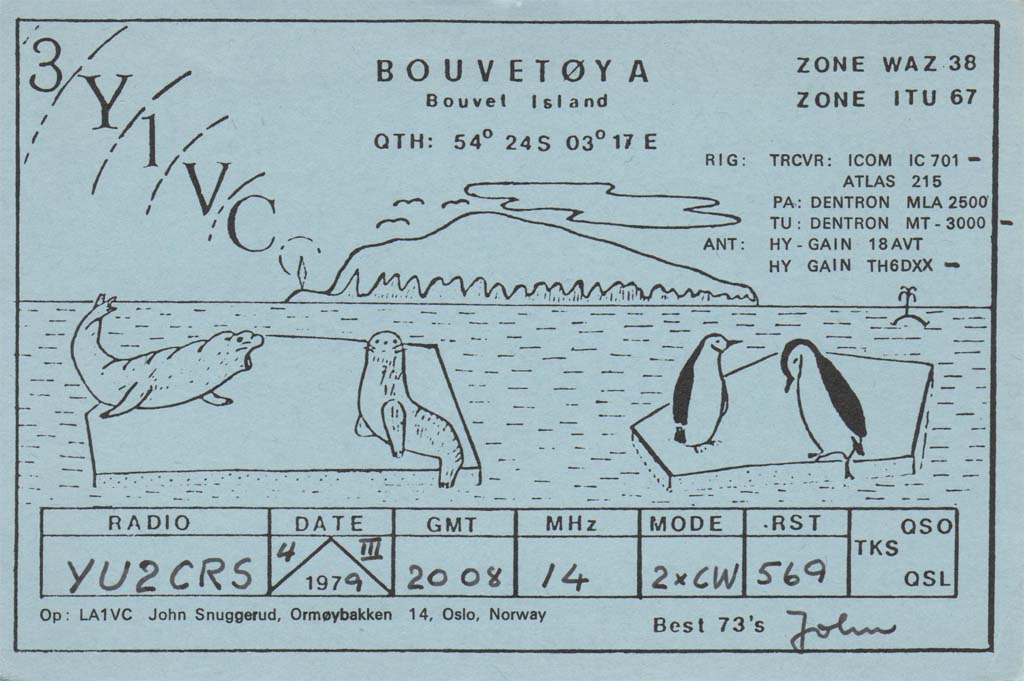 3Y1VC
BOUVETØYA
Bouvet Island
QTH: 54° 24S 03° 17 E
ZONE WAZ 38
ZONE ITU 67
RIG: TRCVR: ICOM IC 701 -
ATLAS 215
PA: DENTRON MLA 2500
TU: DENTRON MT - 3000 -
ANT: HY - GAIN 18AVT
HY GAIN TH6DXX -
RADIO DATE GMT MHz MODE .RST
YU2CRS 4 III 1979 2008 14 2xCW 569
TKS QSO
QSL
Op: LA1VC John Snuggerud, Ormøybakken 14, Oslo, Norway
Best 73's John